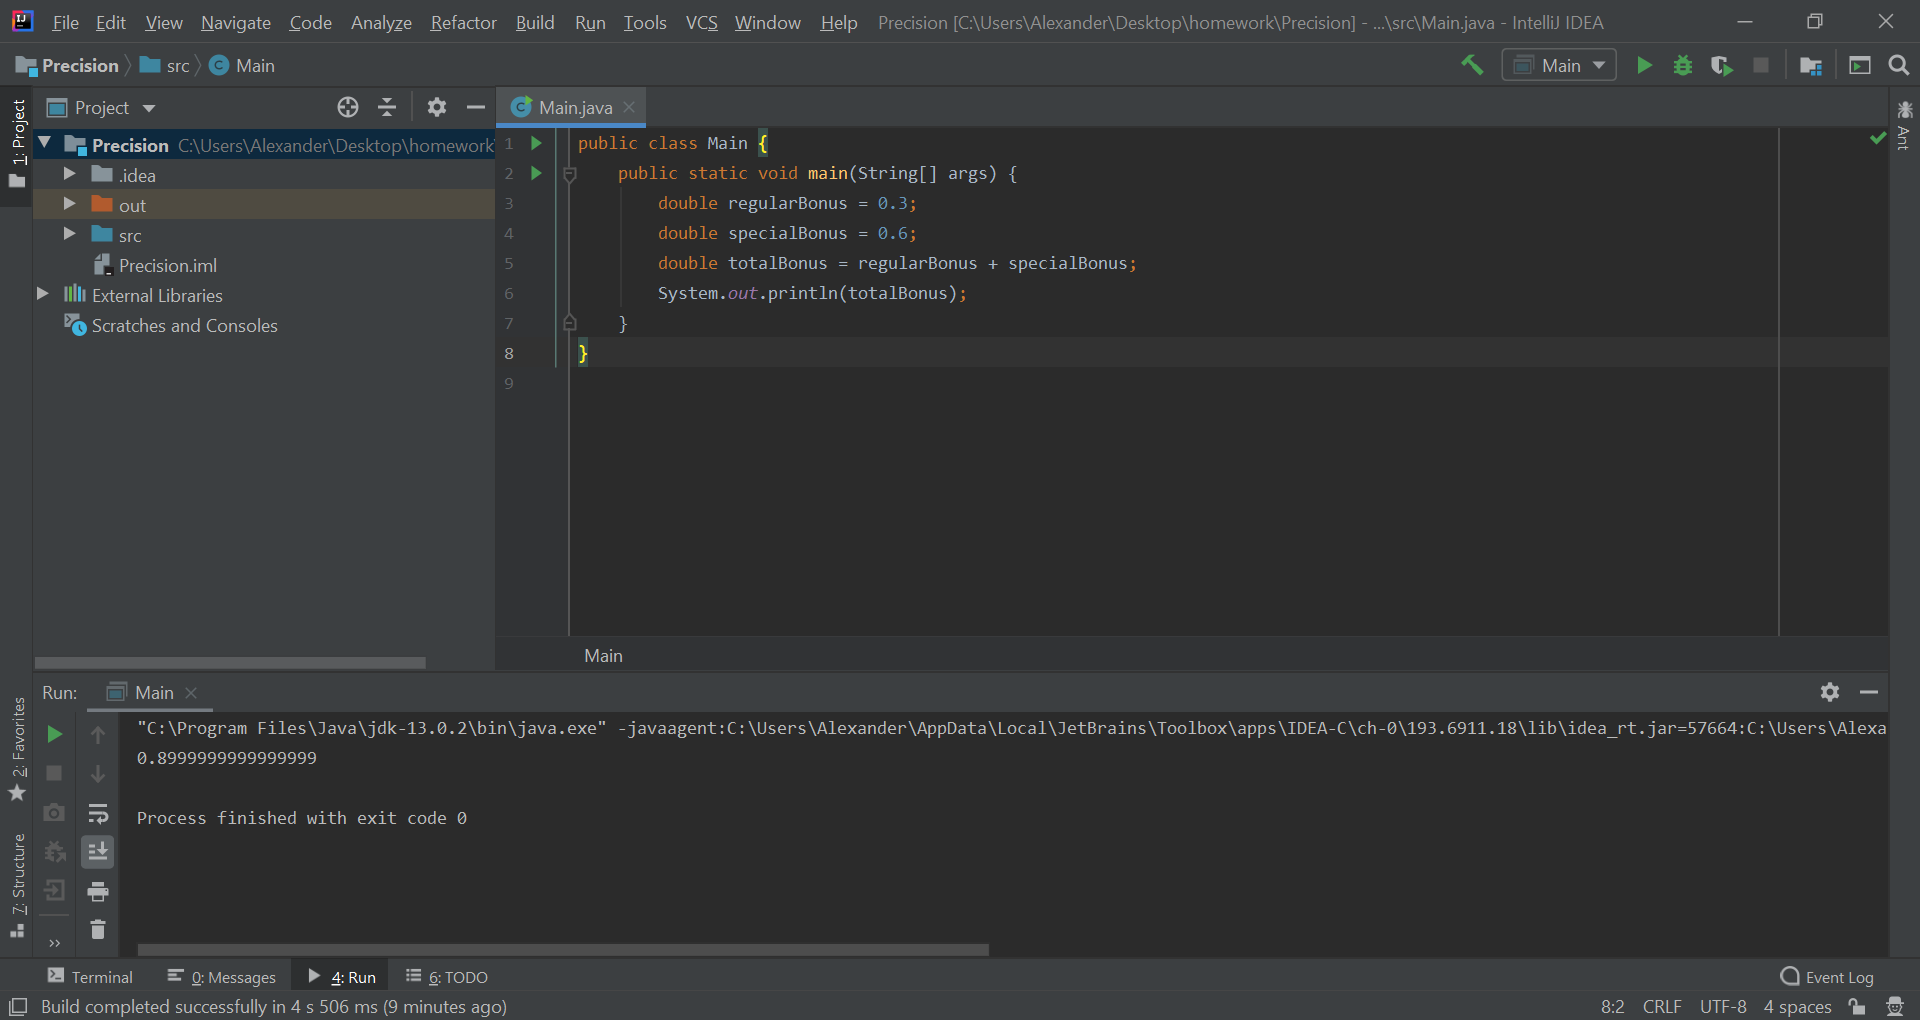 File Edit View Navigate Code Analyze Refactor Build Run Tools VCS Window Help Precision [C:\Users\Alexander\Desktop\homework\Precision] - ...\src\Main.java - IntelliJ IDEA
Precision src Main
Main
1: Project
Project
Precision C:\Users\Alexander\Desktop\homework
.idea
out
src
Precision.iml
External Libraries
Scratches and Consoles
Main.java
1 public class Main {
2 public static void main(String[] args) {
3 double regularBonus = 0.3;
4 double specialBonus = 0.6;
5 double totalBonus = regularBonus + specialBonus;
6 System.out.println(totalBonus);
7 }
8 }
9
Main
Ant
Run: Main
"C:\Program Files\Java\jdk-13.0.2\bin\java.exe" -javaagent:C:\Users\Alexander\AppData\Local\JetBrains\Toolbox\apps\IDEA-C\ch-0\193.6911.18\lib\idea_rt.jar=57664:C:\Users\Alexa
0.8999999999999999
Process finished with exit code 0
2: Favorites
7: Structure
Terminal 0: Messages 4: Run 6: TODO Event Log
Build completed successfully in 4 s 506 ms (9 minutes ago) 8:2 CRLF UTF-8 4 spaces